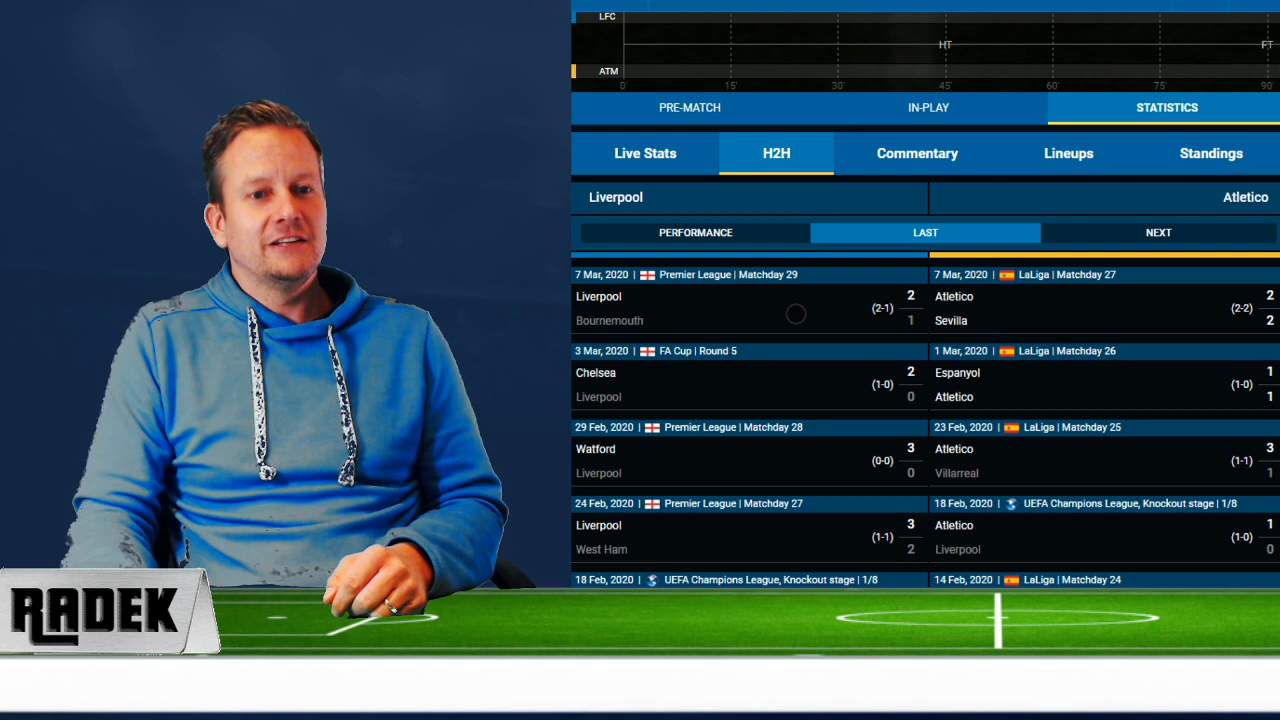 LFC
HT
FT
ATM
0' 15' 30' 45' 60' 75' 90'
PRE-MATCH IN-PLAY STATISTICS
Live Stats H2H Commentary Lineups Standings
Liverpool Atletico
PERFORMANCE LAST NEXT
7 Mar, 2020 | Premier League | Matchday 29
Liverpool 2
(2-1)
Bournemouth 1
3 Mar, 2020 | FA Cup | Round 5
Chelsea 2
(1-0)
Liverpool 0
29 Feb, 2020 | Premier League | Matchday 28
Watford 3
(0-0)
Liverpool 0
24 Feb, 2020 | Premier League | Matchday 27
Liverpool 3
(1-1)
West Ham 2
18 Feb, 2020 | UEFA Champions League, Knockout stage | 1/8
7 Mar, 2020 | LaLiga | Matchday 27
Atletico 2
(2-2)
Sevilla 2
1 Mar, 2020 | LaLiga | Matchday 26
Espanyol 1
(1-0)
Atletico 1
23 Feb, 2020 | LaLiga | Matchday 25
Atletico 3
(1-1)
Villarreal 1
18 Feb, 2020 | UEFA Champions League, Knockout stage | 1/8
Atletico 1
(1-0)
Liverpool 0
14 Feb, 2020 | LaLiga | Matchday 24
RADEK